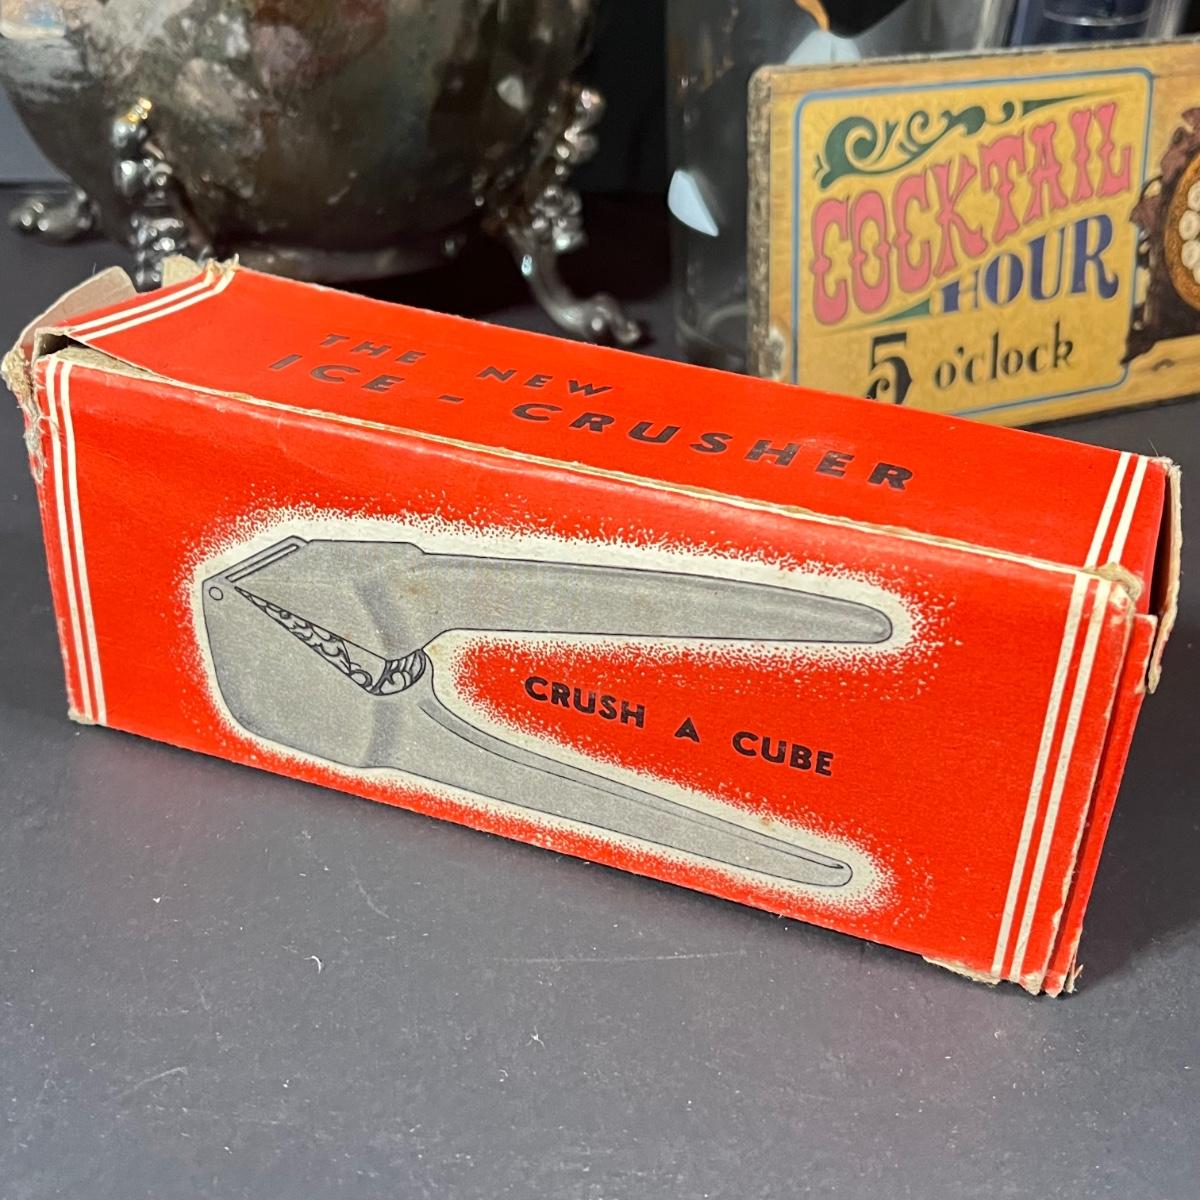 COCKTAIL
HOUR
5 o'clock
THE NEW
ICE - CRUSHER
CRUSH A CUBE